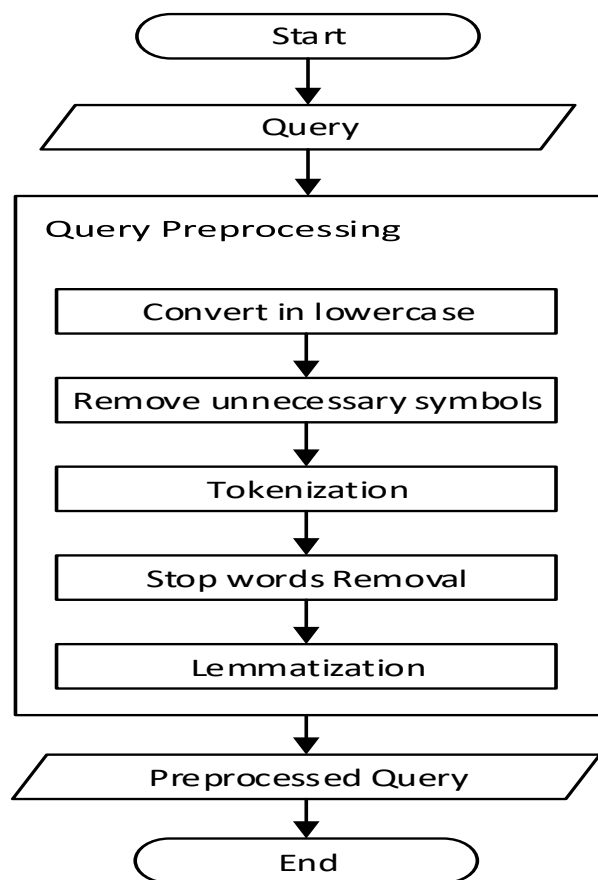 Start
Query
Query Preprocessing
Convert in lowercase
Remove unnecessary symbols
Tokenization
Stop words Removal
Lemmatization
Preprocessed Query
End